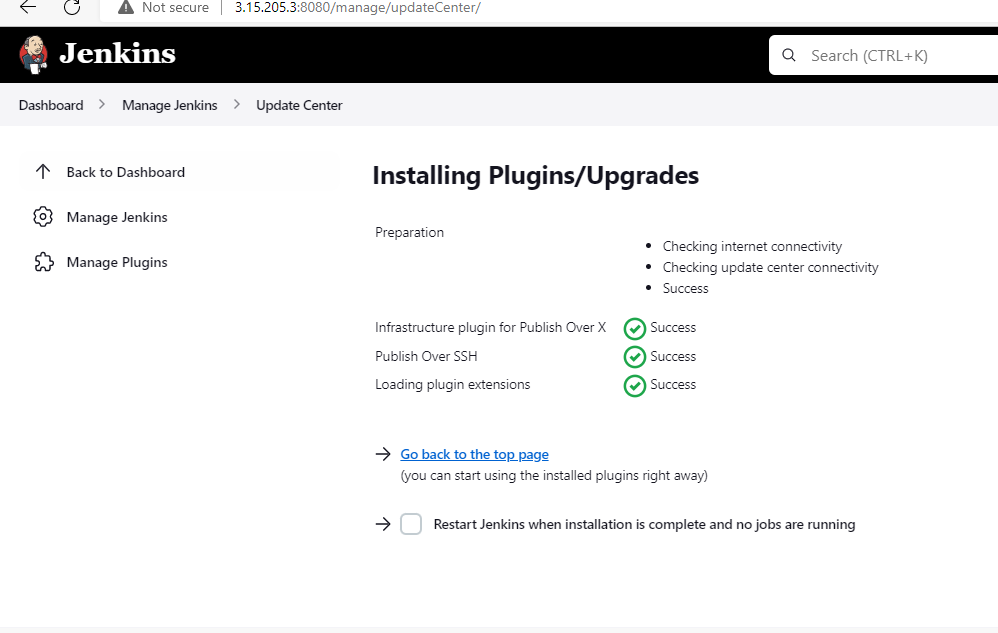 Not secure 3.15.205.3:8080/manage/updateCenter/
Jenkins
Search (CTRL+K)
Dashboard > Manage Jenkins > Update Center
Back to Dashboard
Manage Jenkins
Manage Plugins
Installing Plugins/Upgrades
Preparation
• Checking internet connectivity
• Checking update center connectivity
• Success
Infrastructure plugin for Publish Over X Success
Publish Over SSH Success
Loading plugin extensions Success
Go back to the top page
(you can start using the installed plugins right away)
Restart Jenkins when installation is complete and no jobs are running